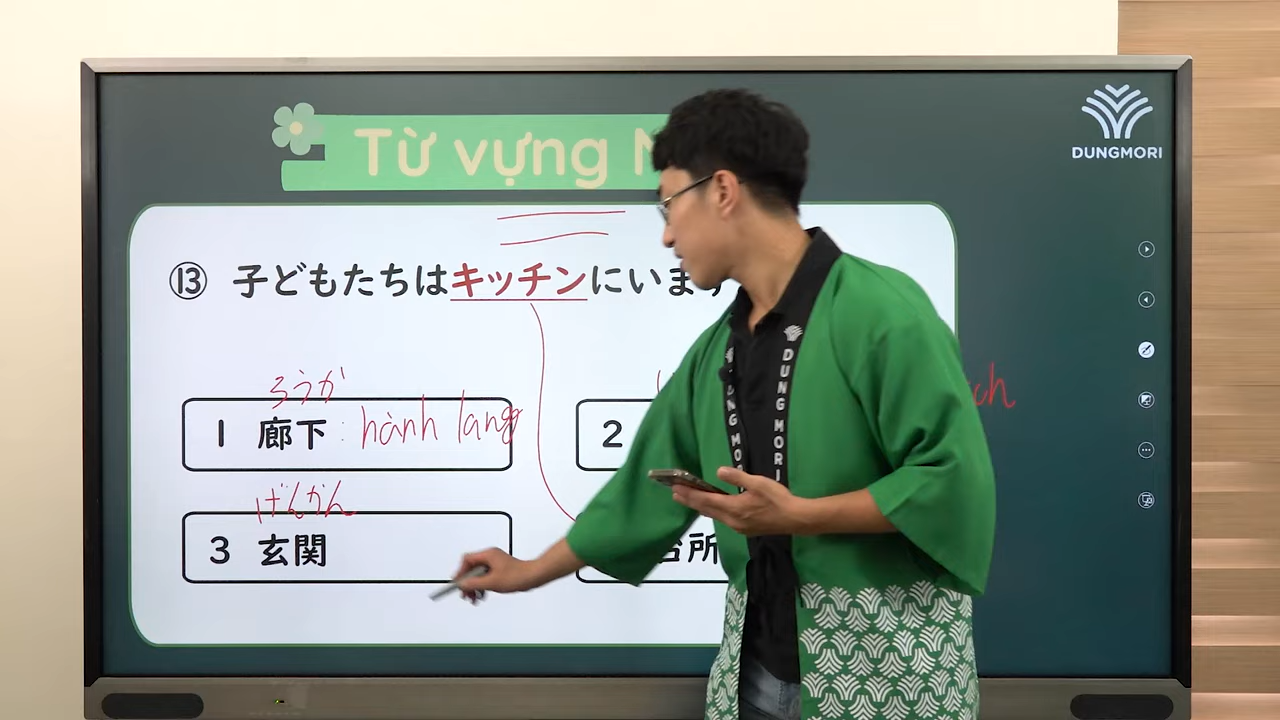 Từ vựng
DUNGMORI
⑬ 子どもたちはキッチンにいます
ろうか
1 廊下 : hành lang
2
ch
げんかん
3 玄関
台所
DUNG MORI